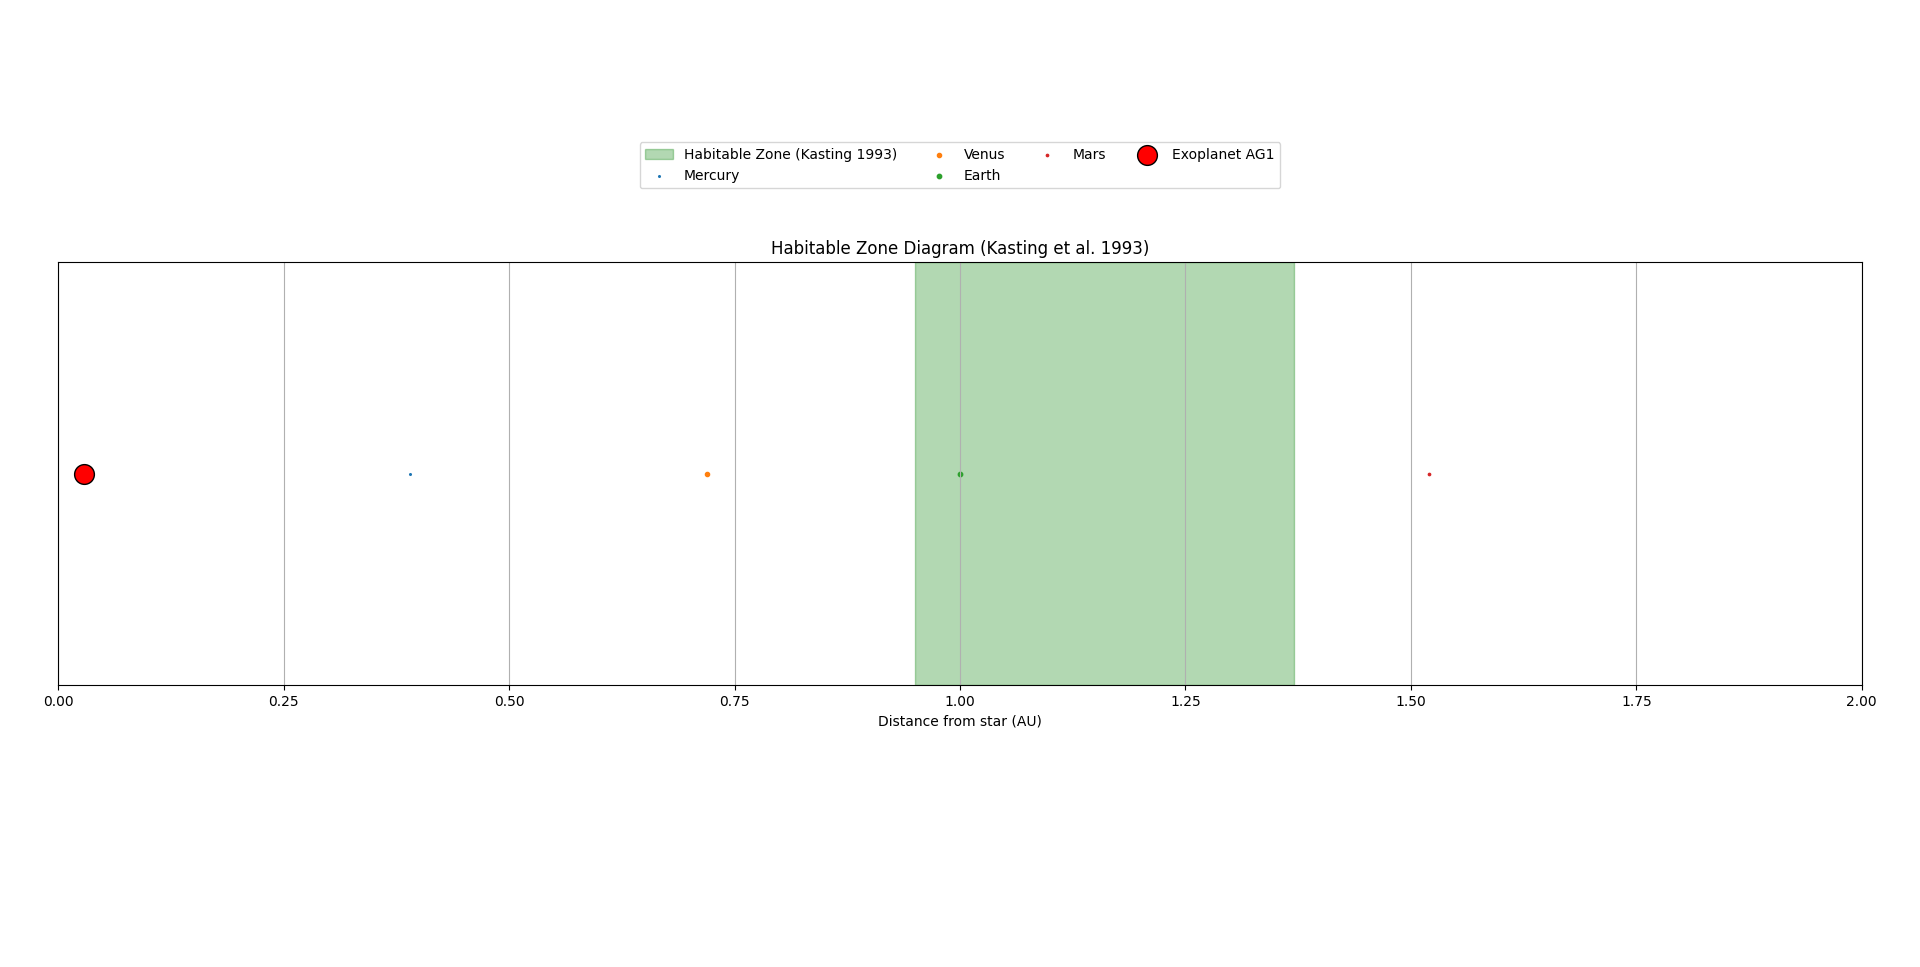 Habitable Zone (Kasting 1993)
Mercury
Venus
Earth
Mars
Exoplanet AG1
Habitable Zone Diagram (Kasting et al. 1993)
0.00 0.25 0.50 0.75 1.00 1.25 1.50 1.75 2.00
Distance from star (AU)